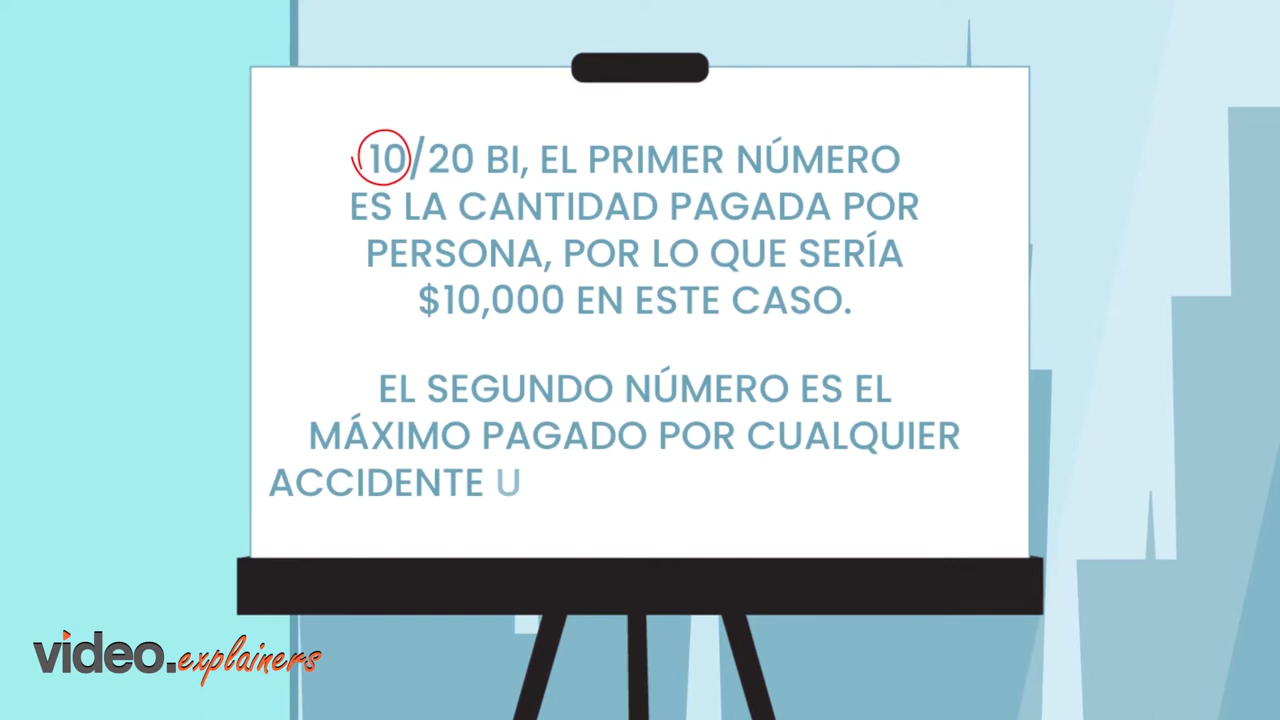 10/20 BI, EL PRIMER NÚMERO
ES LA CANTIDAD PAGADA POR
PERSONA, POR LO QUE SERÍA
$10,000 EN ESTE CASO.
EL SEGUNDO NÚMERO ES EL
MÁXIMO PAGADO POR CUALQUIER
ACCIDENTE U
video.explainers